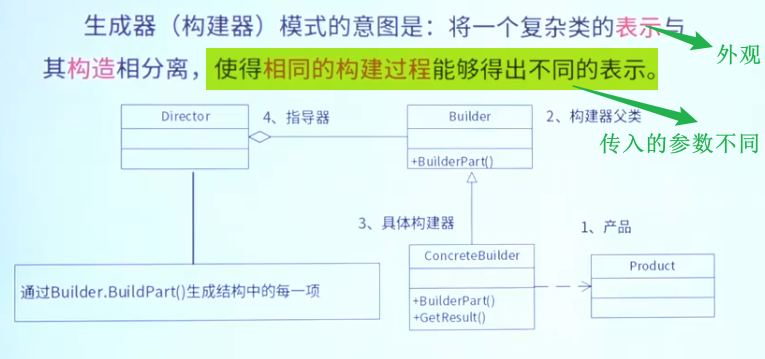 生成器（构建器）模式的意图是：将一个复杂类的表示与
其构造相分离，使得相同的构建过程能够得出不同的表示。
外观
传入的参数不同
Director
4、指导器
Builder
2、构建器父类
+BuilderPart()
3、具体构建器
1、产品
ConcreteBuilder
Product
通过Builder.BuildPart()生成结构中的每一项
+BuilderPart()
+GetResult()